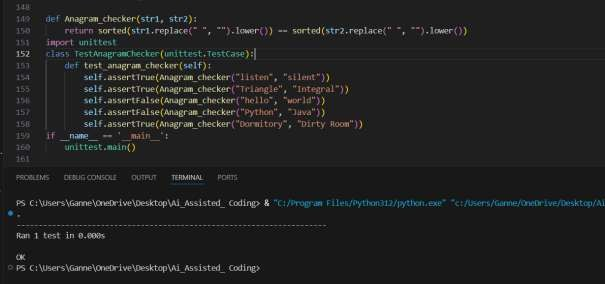 148
149 def Anagram_checker(str1, str2):
150     return sorted(str1.replace(" ", "").lower()) == sorted(str2.replace(" ", "").lower())
151 import unittest
152 class TestAnagramChecker(unittest.TestCase):
153     def test_anagram_checker(self):
154         self.assertTrue(Anagram_checker("listen", "silent"))
155         self.assertTrue(Anagram_checker("Triangle", "Integral"))
156         self.assertFalse(Anagram_checker("hello", "world"))
157         self.assertFalse(Anagram_checker("Python", "Java"))
158         self.assertTrue(Anagram_checker("Dormitory", "Dirty Room"))
159 if __name__ == '__main__':
160     unittest.main()
161
PROBLEMS DEBUG CONSOLE OUTPUT TERMINAL PORTS
PS C:\Users\Ganne\OneDrive\Desktop\Ai_Assisted_ Coding> & "C:/Program Files/Python312/python.exe" "c:/Users/Ganne/OneDrive/Desktop/Ai
.
----------------------------------------------------------------------
Ran 1 test in 0.000s
OK
PS C:\Users\Ganne\OneDrive\Desktop\Ai_Assisted_ Coding>